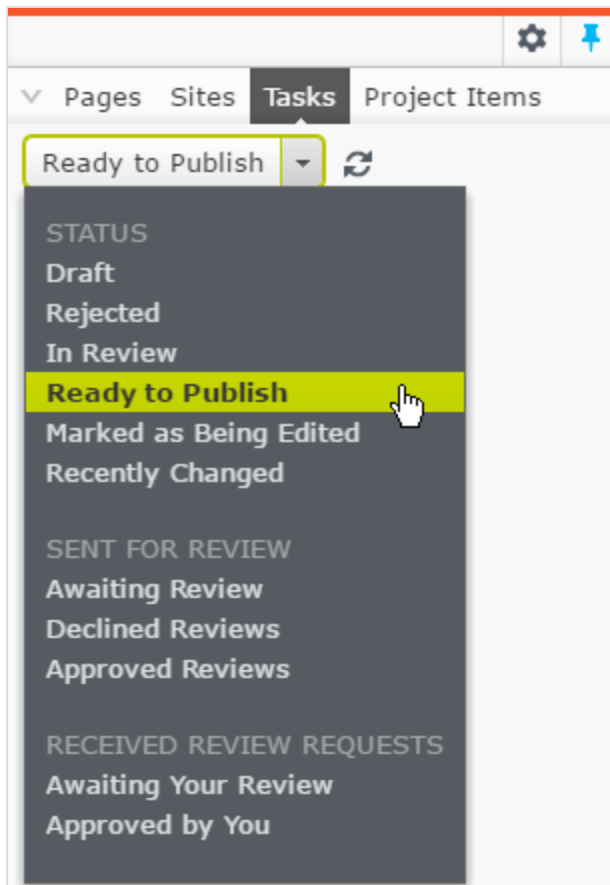 Pages Sites Tasks Project Items
Ready to Publish
STATUS
Draft
Rejected
In Review
Ready to Publish
Marked as Being Edited
Recently Changed
SENT FOR REVIEW
Awaiting Review
Declined Reviews
Approved Reviews
RECEIVED REVIEW REQUESTS
Awaiting Your Review
Approved by You